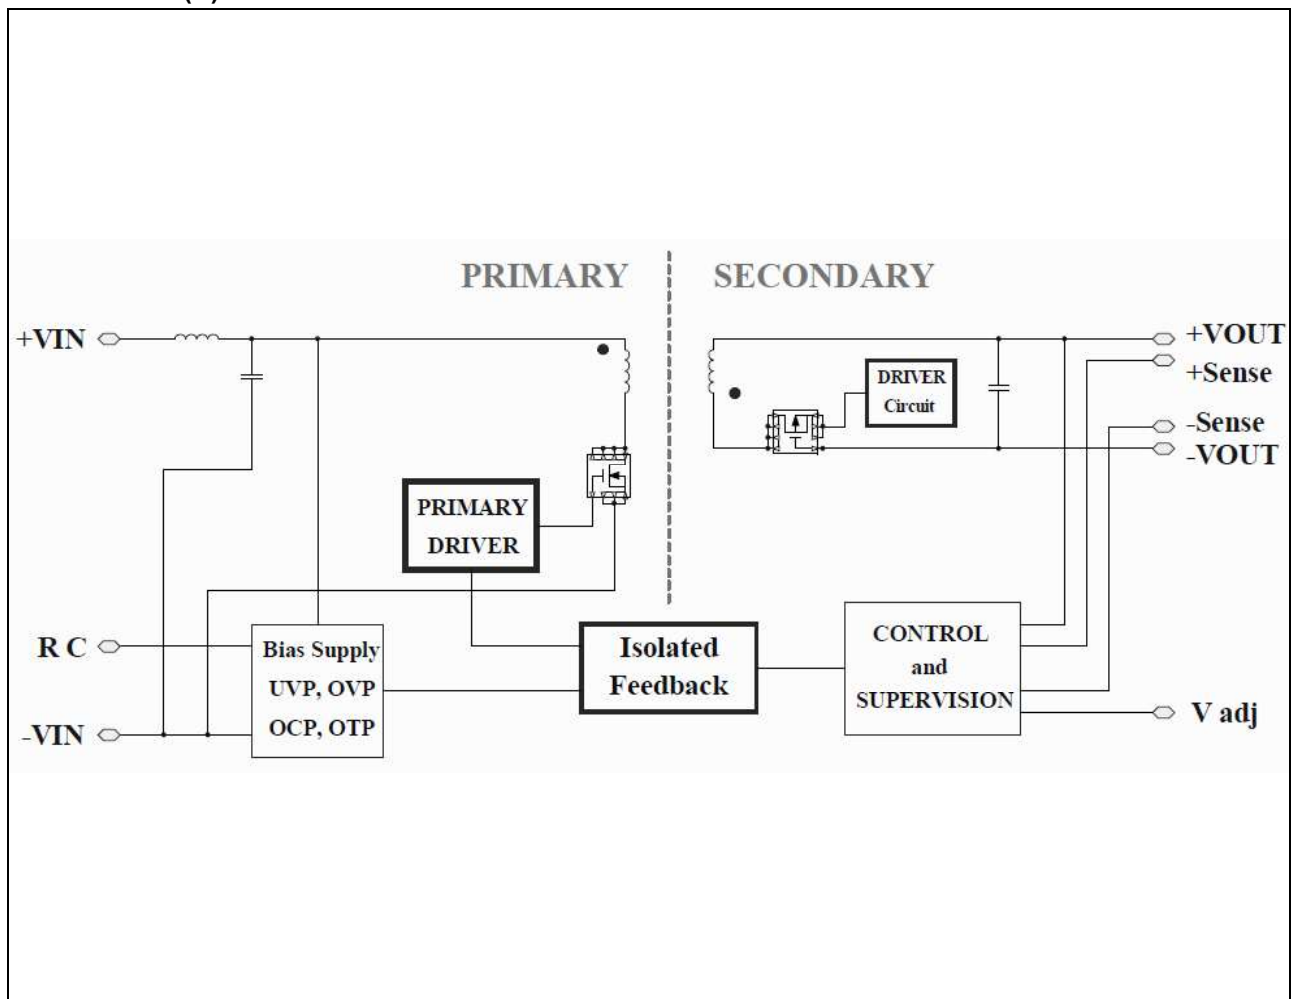 PRIMARY
SECONDARY
+VIN
+VOUT
+Sense
DRIVER
Circuit
-Sense
-VOUT
PRIMARY
DRIVER
R C
Bias Supply
UVP, OVP
OCP, OTP
Isolated
Feedback
CONTROL
and
SUPERVISION
-VIN
V adj